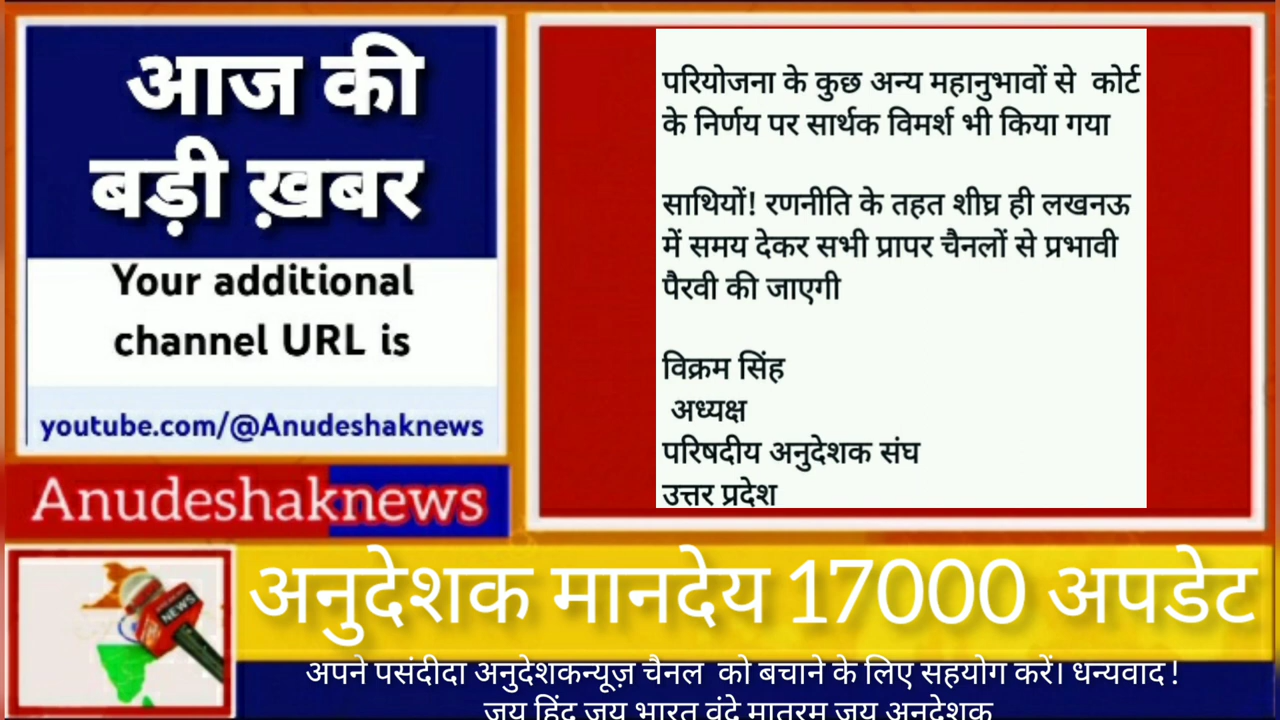 आज की
बड़ी ख़बर
Your additional
channel URL is
youtube.com/@Anudeshaknews
Anudeshaknews
परियोजना के कुछ अन्य महानुभावों से कोर्ट
के निर्णय पर सार्थक विमर्श भी किया गया
साथियों! रणनीति के तहत शीघ्र ही लखनऊ
में समय देकर सभी प्रापर चैनलों से प्रभावी
पैरवी की जाएगी
विक्रम सिंह
अध्यक्ष
परिषदीय अनुदेशक संघ
उत्तर प्रदेश
NEWS
अनुदेशक मानदेय 17000 अपडेट
अपने पसंदीदा अनुदेशकन्यूज़ चैनल को बचाने के लिए सहयोग करें। धन्यवाद !
जय हिंद जय भारत वंदे मातरम जय अनुदेशक